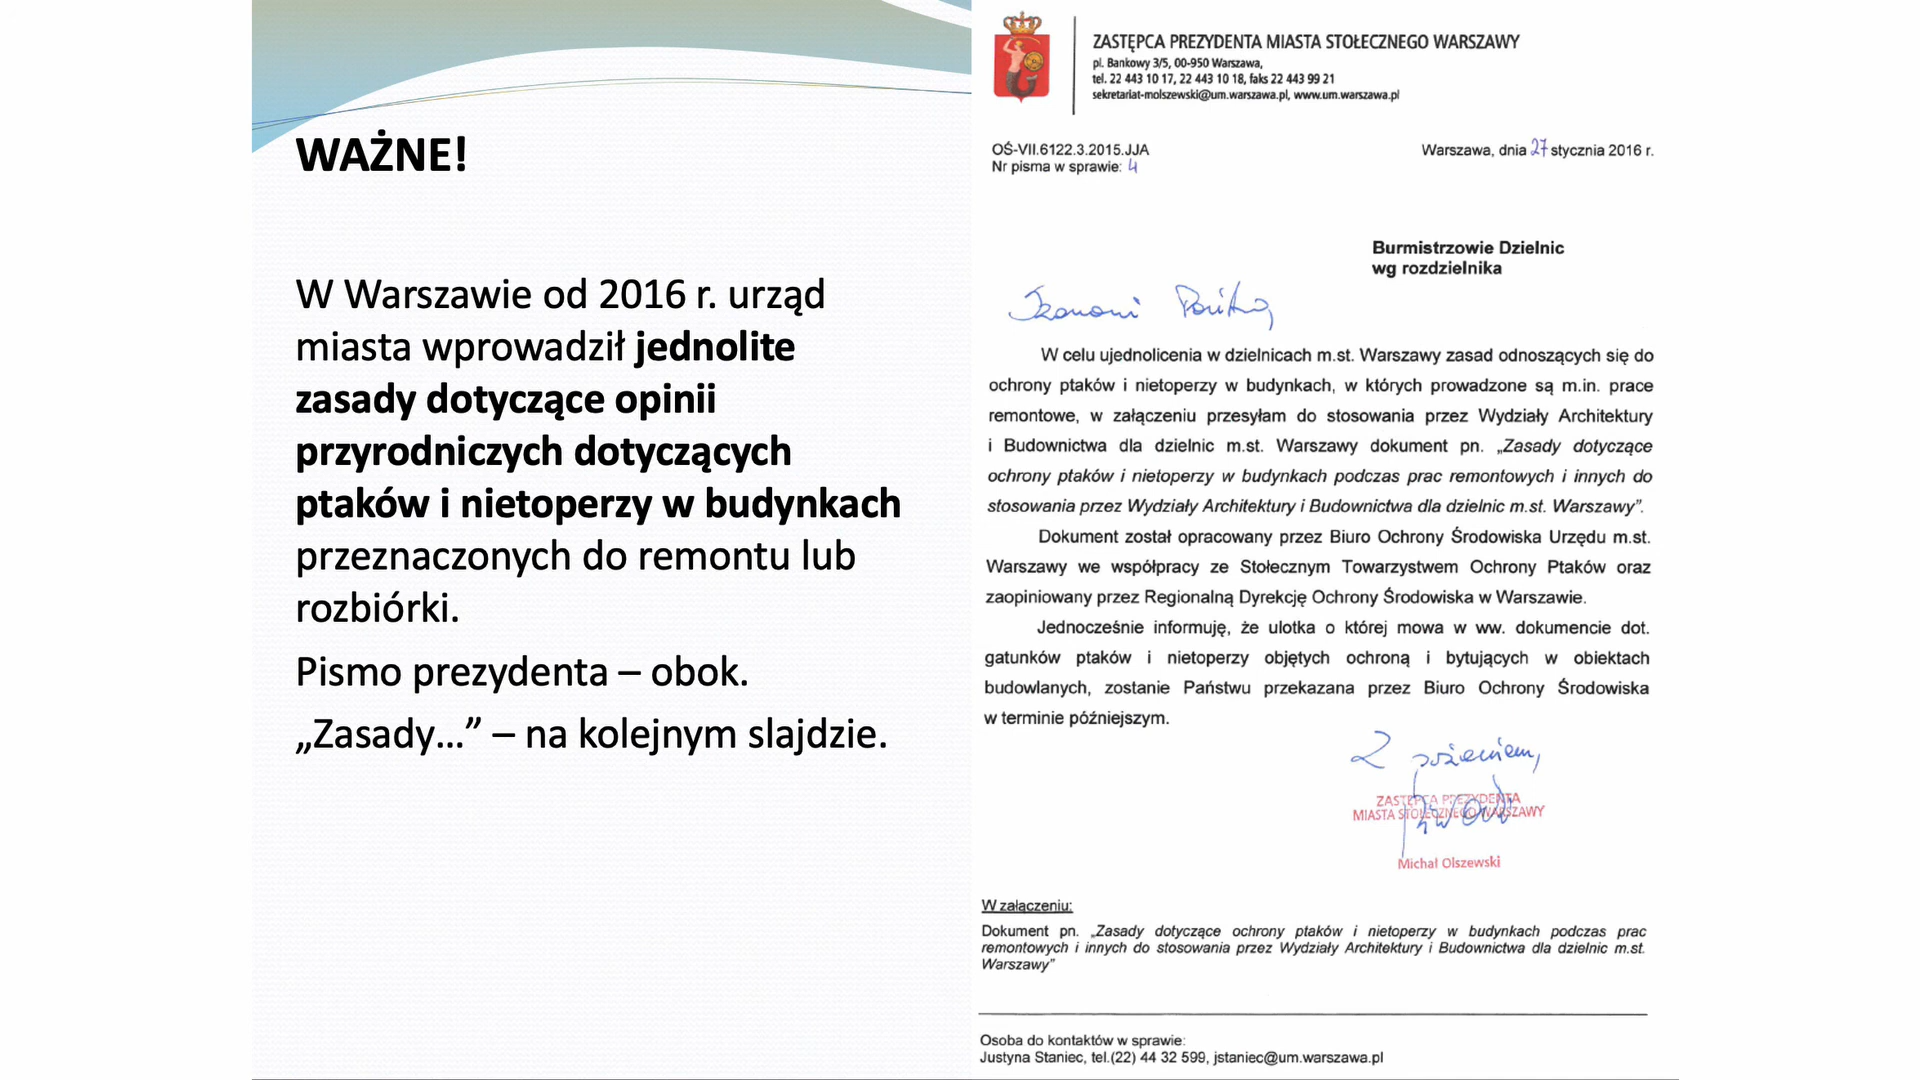 WAŻNE!
W Warszawie od 2016 r. urząd
miasta wprowadził jednolite
zasady dotyczące opinii
przyrodniczych dotyczących
ptaków i nietoperzy w budynkach
przeznaczonych do remontu lub
rozbiórki.
Pismo prezydenta – obok.
„Zasady…” – na kolejnym slajdzie.
ZASTĘPCA PREZYDENTA MIASTA STOŁECZNEGO WARSZAWY
pl. Bankowy 3/5, 00-950 Warszawa,
tel. 22 443 10 17, 22 443 10 18, faks 22 443 99 21
sekretariat-molszewski@um.warszawa.pl, www.um.warszawa.pl
OŚ-VII.6122.3.2015.JJA
Nr pisma w sprawie: 4
Warszawa, dnia 27 stycznia 2016 r.
Burmistrzowie Dzielnic
wg rozdzielnika
W celu ujednolicenia w dzielnicach m.st. Warszawy zasad odnoszących się do
ochrony ptaków i nietoperzy w budynkach, w których prowadzone są m.in. prace
remontowe, w załączeniu przesyłam do stosowania przez Wydziały Architektury
i Budownictwa dla dzielnic m.st. Warszawy dokument pn. „Zasady dotyczące
ochrony ptaków i nietoperzy w budynkach podczas prac remontowych i innych do
stosowania przez Wydziały Architektury i Budownictwa dla dzielnic m.st. Warszawy”.
Dokument został opracowany przez Biuro Ochrony Środowiska Urzędu m.st.
Warszawy we współpracy ze Stołecznym Towarzystwem Ochrony Ptaków oraz
zaopiniowany przez Regionalną Dyrekcję Ochrony Środowiska w Warszawie.
Jednocześnie informuję, że ulotka o której mowa w ww. dokumencie dot.
gatunków ptaków i nietoperzy objętych ochroną i bytujących w obiektach
budowlanych, zostanie Państwu przekazana przez Biuro Ochrony Środowiska
w terminie późniejszym.
Z
ZASTĘPCA PREZYDENTA
MIASTA STOŁECZNEGO WARSZAWY
Michał Olszewski
W załączeniu:
Dokument pn. „Zasady dotyczące ochrony ptaków i nietoperzy w budynkach podczas prac
remontowych i innych do stosowania przez Wydziały Architektury i Budownictwa dla dzielnic m.st.
Warszawy”
Osoba do kontaktów w sprawie:
Justyna Staniec, tel.(22) 44 32 599, jstaniec@um.warszawa.pl